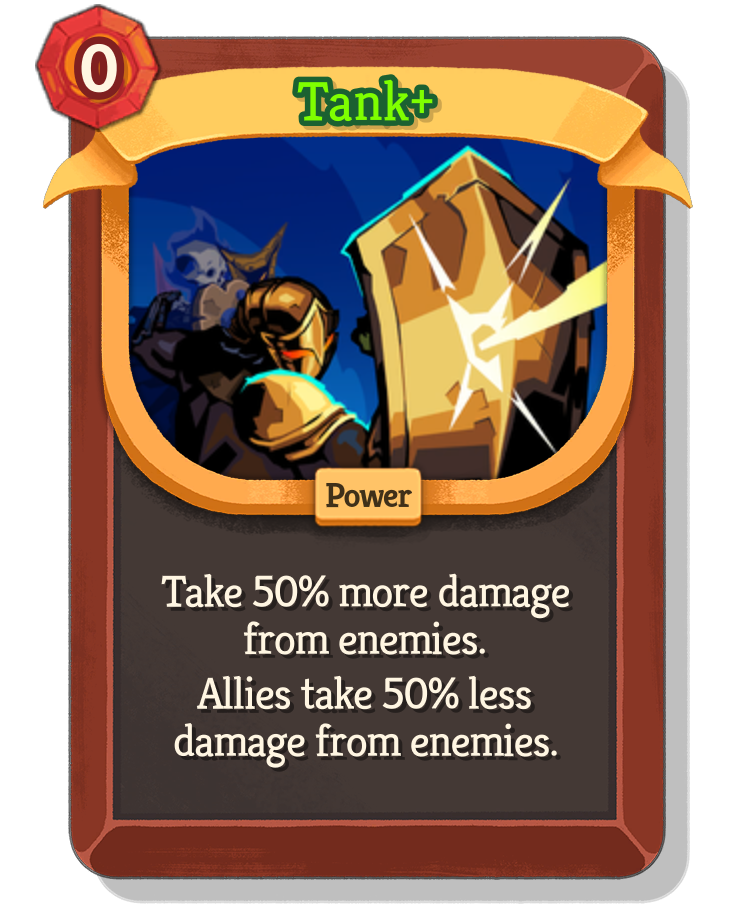 0
Tank+
Power
Take 50% more damage
from enemies.
Allies take 50% less
damage from enemies.